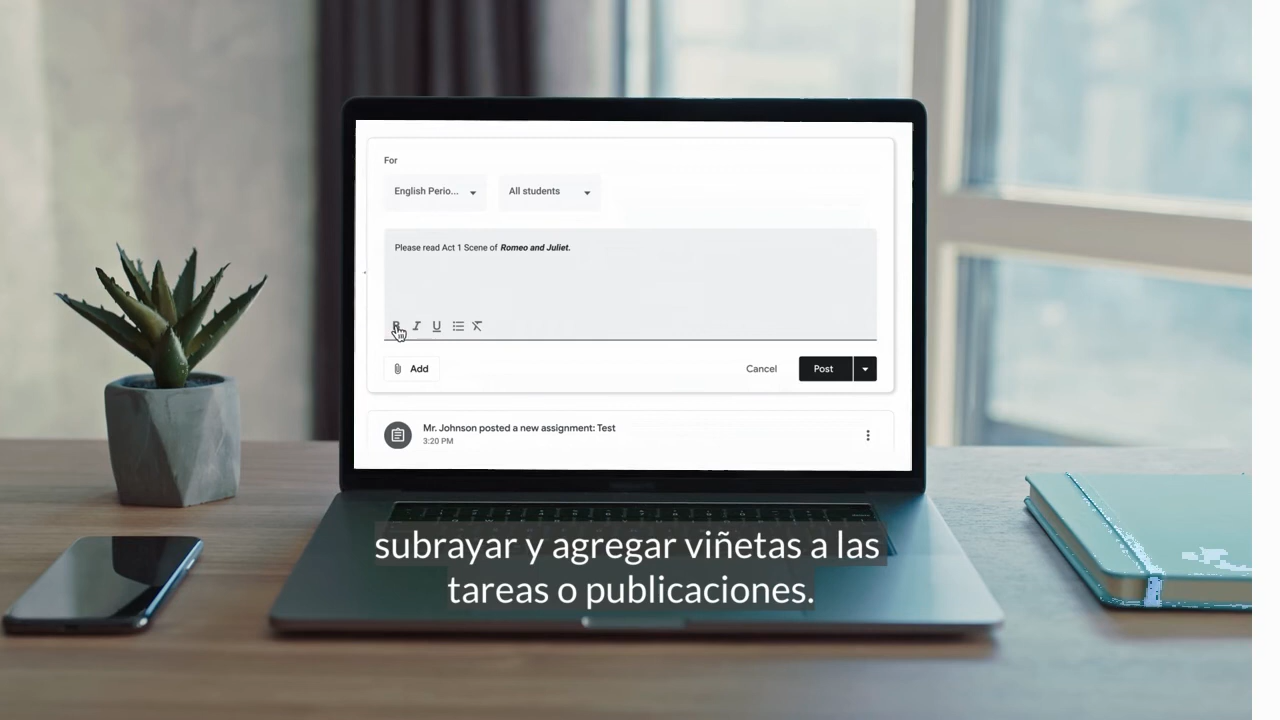 For
English Perio...
All students
Please read Act 1 Scene of Romeo and Juliet.
B I U
Add
Cancel
Post
Mr. Johnson posted a new assignment: Test
3:20 PM
subrayar y agregar viñetas a las
tareas o publicaciones.